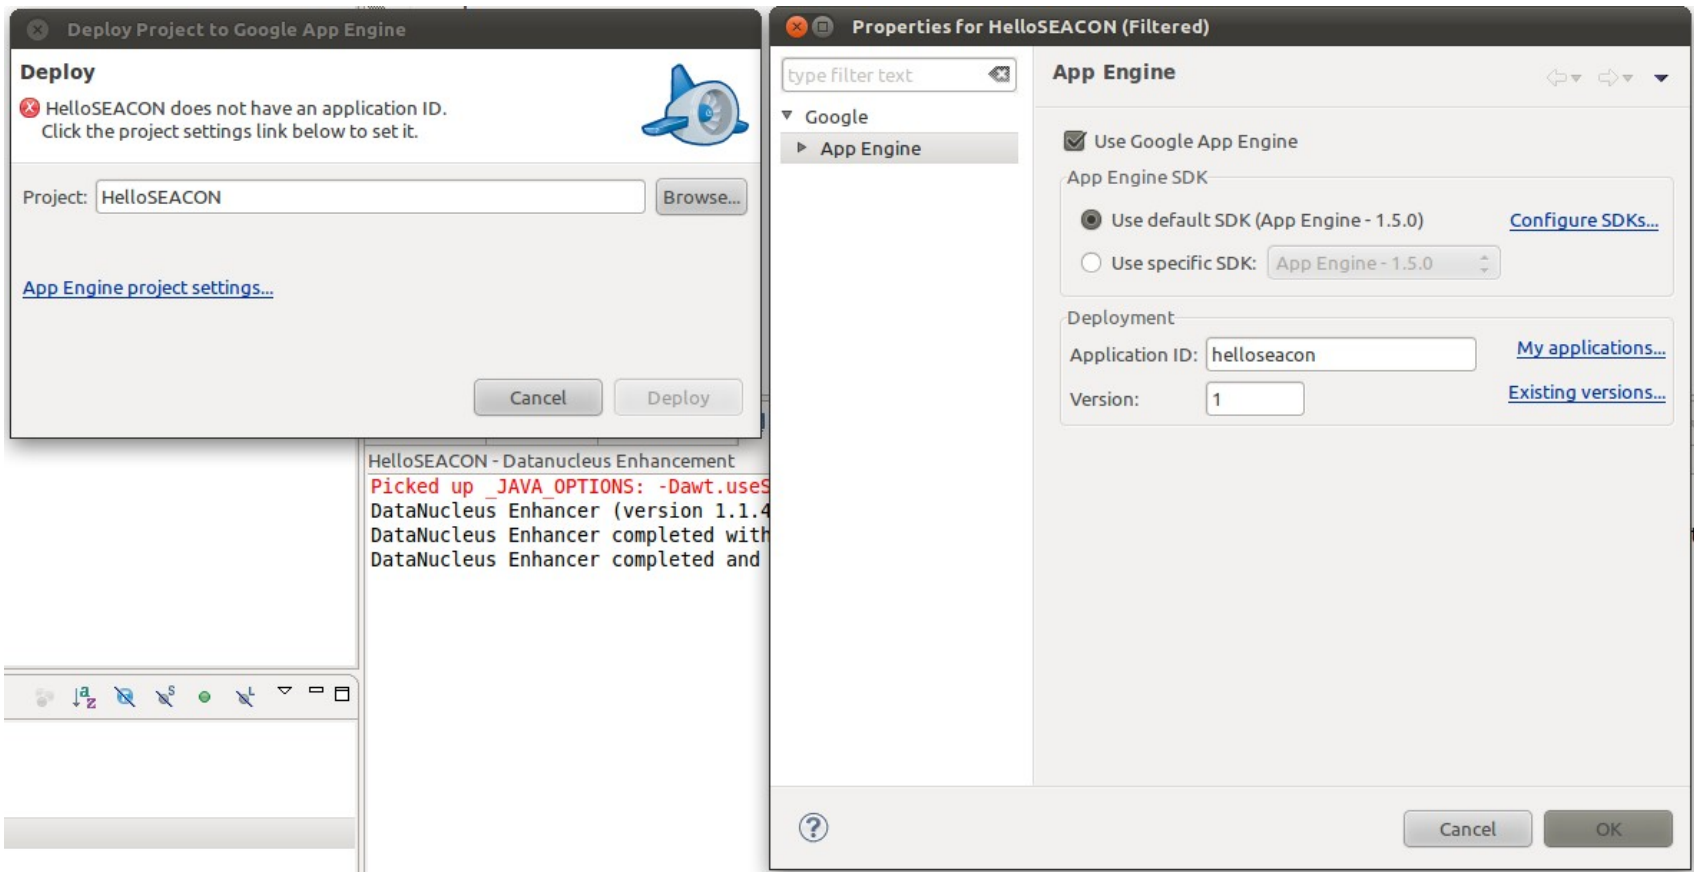 Deploy Project to Google App Engine
Deploy
HelloSEACON does not have an application ID.
Click the project settings link below to set it.
Project: HelloSEACON Browse...
App Engine project settings...
Cancel Deploy
HelloSEACON - Datanucleus Enhancement
Picked up _JAVA_OPTIONS: -Dawt.useS
DataNucleus Enhancer (version 1.1.4
DataNucleus Enhancer completed with
DataNucleus Enhancer completed and
Properties for HelloSEACON (Filtered)
type filter text
Google
App Engine
App Engine
Use Google App Engine
App Engine SDK
Use default SDK (App Engine - 1.5.0) Configure SDKs...
Use specific SDK: App Engine - 1.5.0
Deployment
Application ID: helloseacon My applications...
Version: 1 Existing versions...
Cancel OK